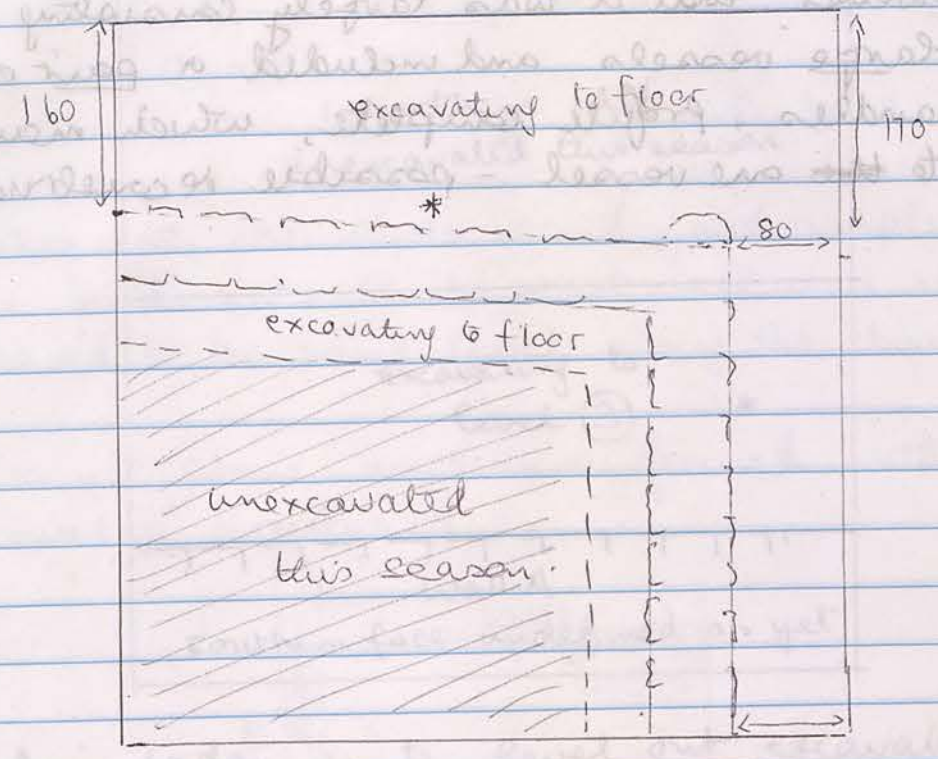 160
excavating to floor
170
*
80
excavating to floor
unexcavated
this season.